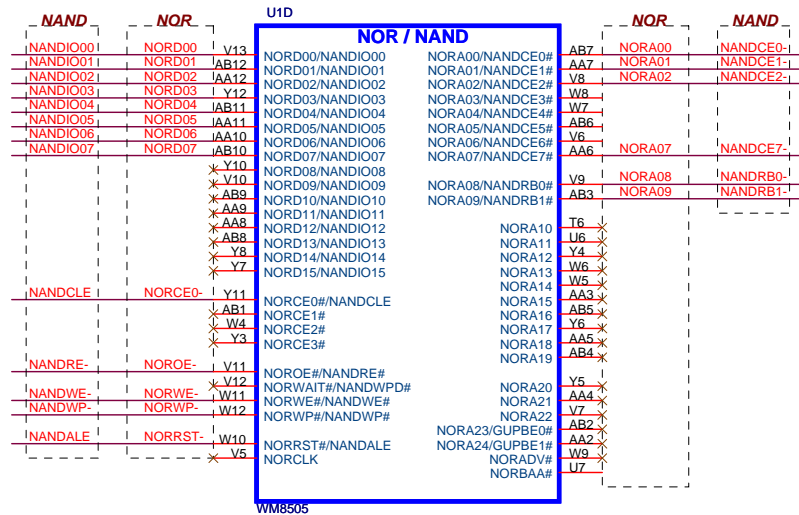 U1D
NAND NOR NOR / NAND NOR NAND
NANDIO00 NORD00 V13 NORD00/NANDIO00 NORA00/NANDCE0# AB7 NORA00 NANDCE0-
NANDIO01 NORD01 AB12 NORD01/NANDIO01 NORA01/NANDCE1# AA7 NORA01 NANDCE1-
NANDIO02 NORD02 AA12 NORD02/NANDIO02 NORA02/NANDCE2# V8 NORA02 NANDCE2-
NANDIO03 NORD03 Y12 NORD03/NANDIO03 NORA03/NANDCE3# W8
NANDIO04 NORD04 AB11 NORD04/NANDIO04 NORA04/NANDCE4# W7
NANDIO05 NORD05 AA11 NORD05/NANDIO05 NORA05/NANDCE5# AB6
NANDIO06 NORD06 AA10 NORD06/NANDIO06 NORA06/NANDCE6# V6
NANDIO07 NORD07 AB10 NORD07/NANDIO07 NORA07/NANDCE7# AA6 NORA07 NANDCE7-
Y10 NORD08/NANDIO08
V10 NORD09/NANDIO09 NORA08/NANDRB0# V9 NORA08 NANDRB0-
AB9 NORD10/NANDIO10 NORA09/NANDRB1# AB3 NORA09 NANDRB1-
AA9 NORD11/NANDIO11
AA8 NORD12/NANDIO12 NORA10 T6
AB8 NORD13/NANDIO13 NORA11 U6
Y8 NORD14/NANDIO14 NORA12 Y4
Y7 NORD15/NANDIO15 NORA13 W6
NORA14 W5
NANDCLE NORCE0- Y11 NORCE0#/NANDCLE NORA15 AA3
AB1 NORCE1# NORA16 AB5
W4 NORCE2# NORA17 Y6
Y3 NORCE3# NORA18 AA5
NORA19 AB4
NANDRE- NOROE- V11 NOROE#/NANDRE#
V12 NORWAIT#/NANDWPD# NORA20 Y5
NANDWE- NORWE- W11 NORWE#/NANDWE# NORA21 AA4
NANDWP- NORWP- W12 NORWP#/NANDWP# NORA22 V7
NORA23/GUPBE0# AB2
NANDALE NORRST- W10 NORRST#/NANDALE NORA24/GUPBE1# AA2
V5 NORCLK NORADV# W9
NORBAA# U7
WM8505